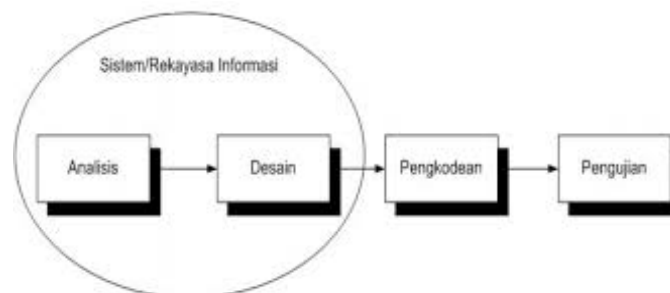 Sistem/Rekayasa Informasi
Analisis
Desain
Pengkodean
Pengujian